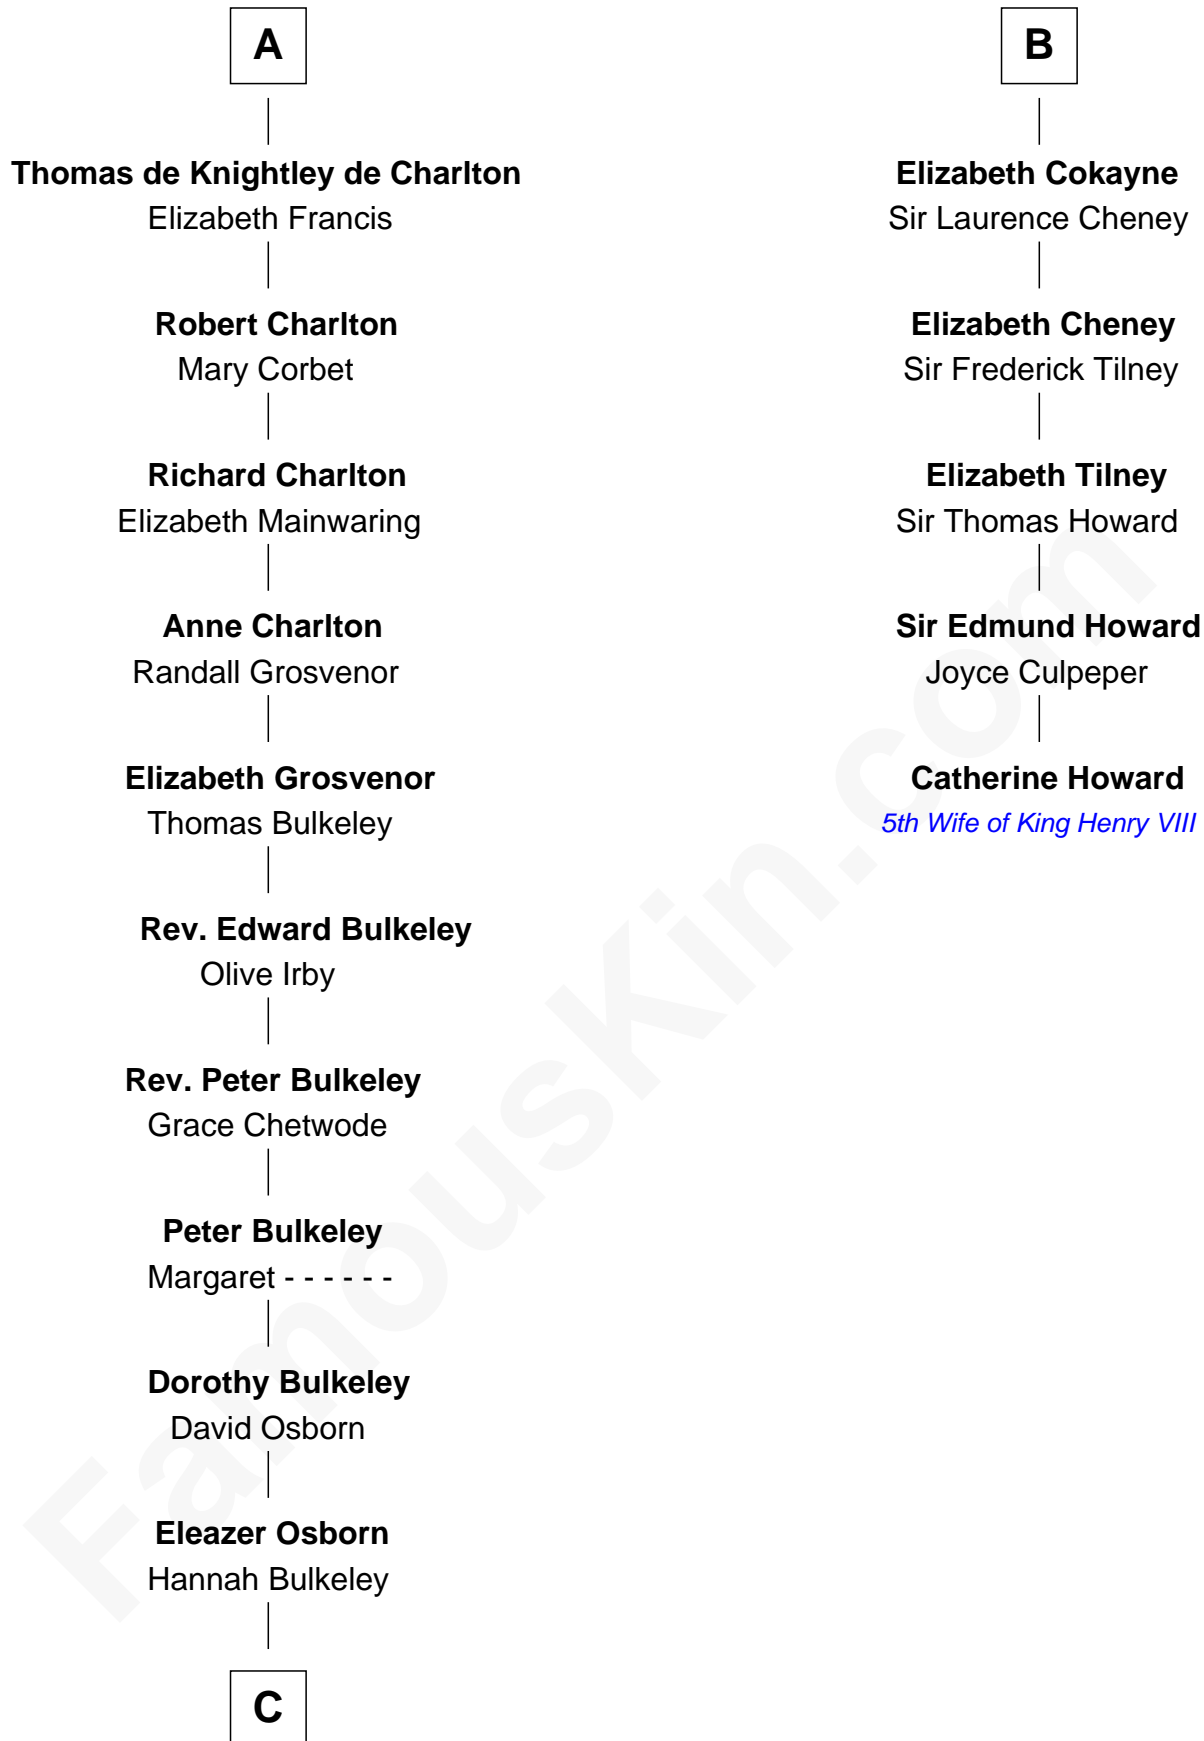 A
Thomas de Knightley de Charlton
Elizabeth Francis
Robert Charlton
Mary Corbet
Richard Charlton
Elizabeth Mainwaring
Anne Charlton
Randall Grosvenor
Elizabeth Grosvenor
Thomas Bulkeley
Rev. Edward Bulkeley
Olive Irby
Rev. Peter Bulkeley
Grace Chetwode
Peter Bulkeley
Margaret - - - - - -
Dorothy Bulkeley
David Osborn
Eleazer Osborn
Hannah Bulkeley
C
B
Elizabeth Cokayne
Sir Laurence Cheney
Elizabeth Cheney
Sir Frederick Tilney
Elizabeth Tilney
Sir Thomas Howard
Sir Edmund Howard
Joyce Culpeper
Catherine Howard
5th Wife of King Henry VIII
FamousKin.com